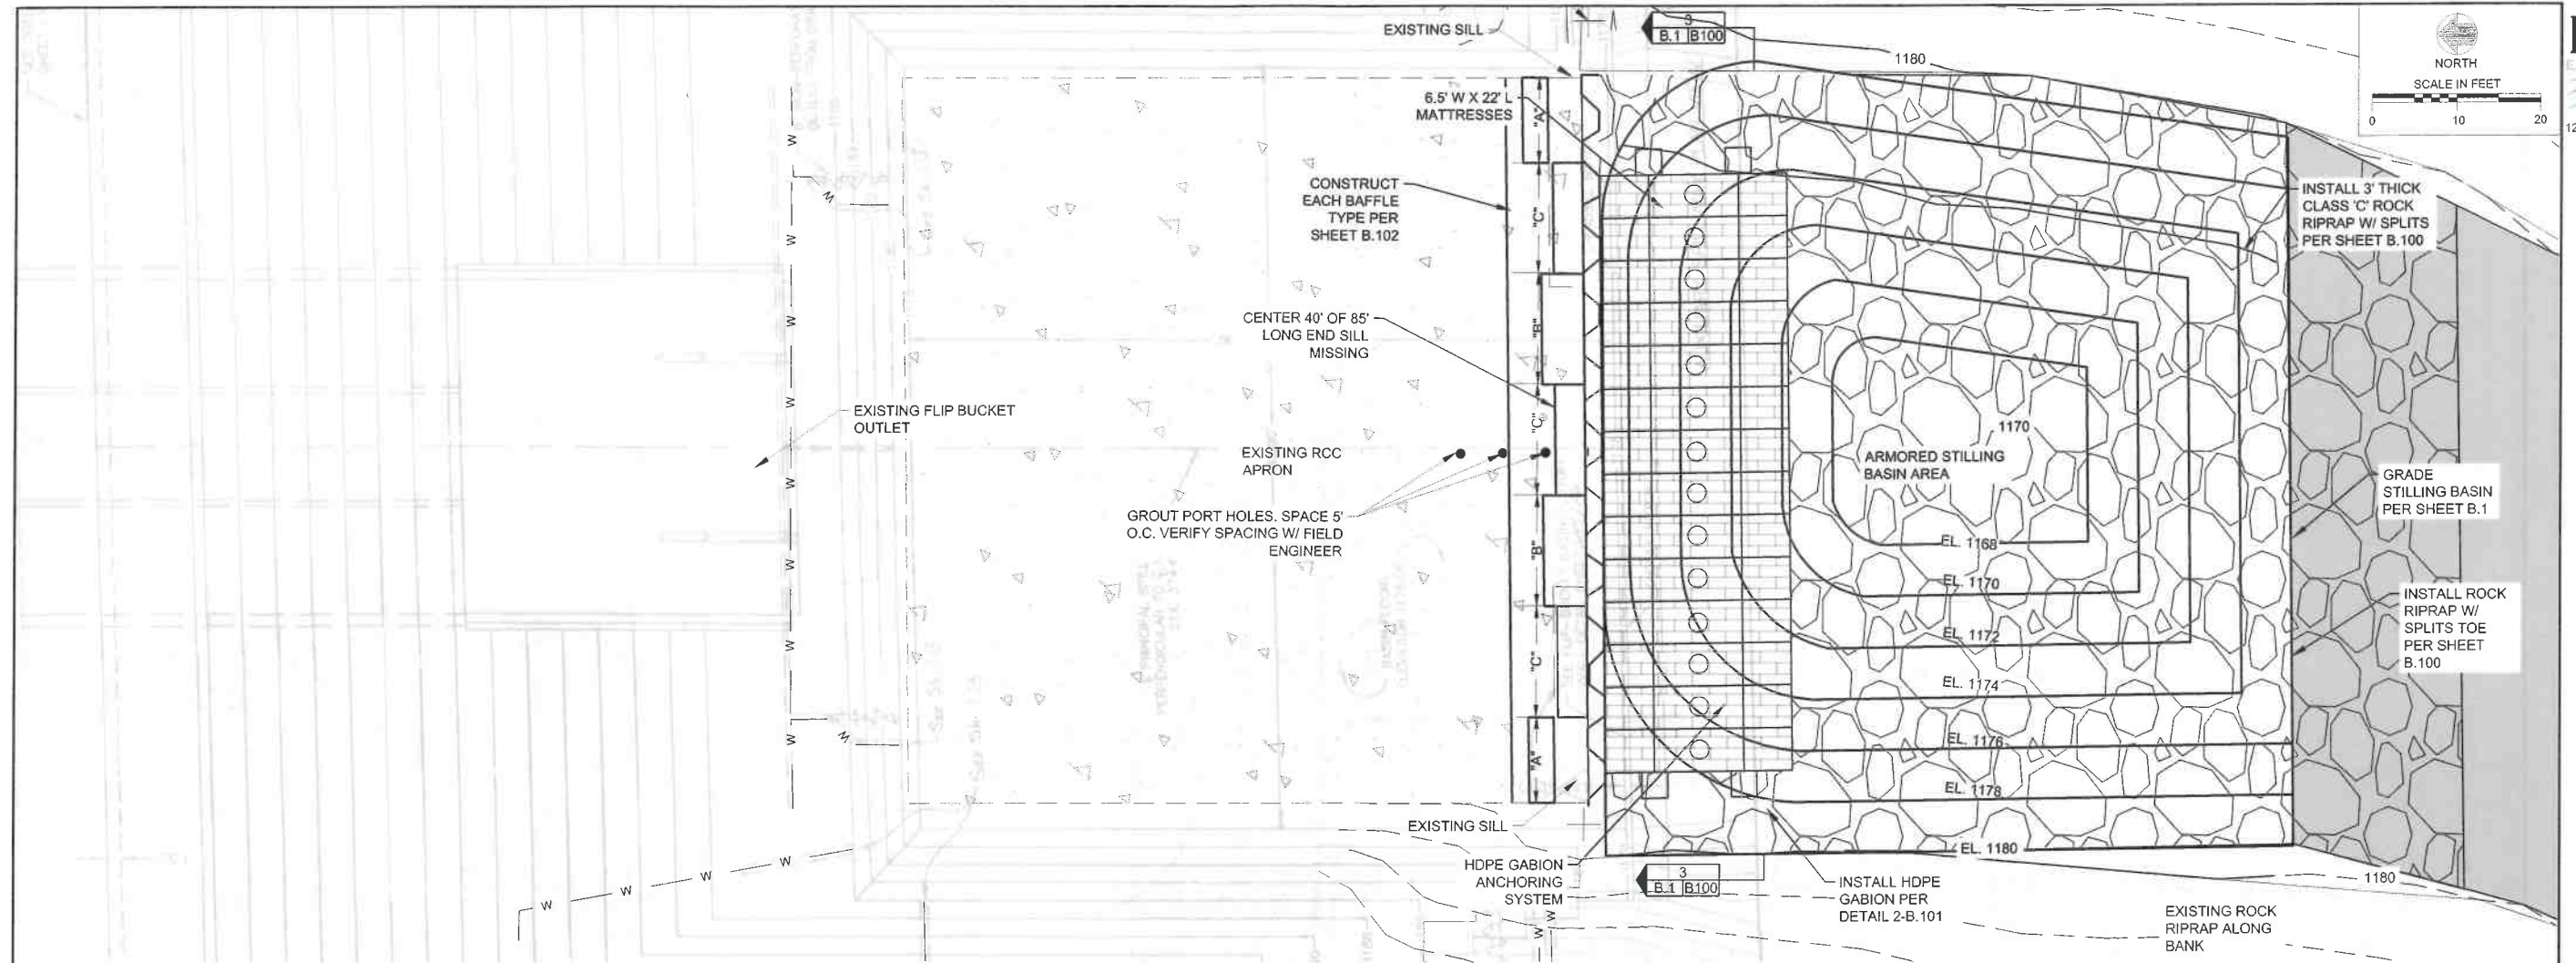 EXISTING SILL
3
B.1 B100
1180
NORTH
SCALE IN FEET
0 10 20
6.5' W X 22' L
MATTRESSES
"A"
CONSTRUCT
EACH BAFFLE
TYPE PER
SHEET B.102
"C"
INSTALL 3' THICK
CLASS 'C' ROCK
RIPRAP W/ SPLITS
PER SHEET B.100
CENTER 40' OF 85'
LONG END SILL
MISSING
"B"
EXISTING FLIP BUCKET
OUTLET
"C"
EXISTING RCC
APRON
1170
ARMORED STILLING
BASIN AREA
GRADE
STILLING BASIN
PER SHEET B.1
GROUT PORT HOLES. SPACE 5'
O.C. VERIFY SPACING W/ FIELD
ENGINEER
"B"
EL. 1168
EL. 1170
INSTALL ROCK
RIPRAP W/
SPLITS TOE
PER SHEET
B.100
EL. 1172
"C"
EL. 1174
EL. 1176
"A"
EL. 1178
EXISTING SILL
EL. 1180
HDPE GABION
ANCHORING
SYSTEM
3
B.1 B100
INSTALL HDPE
GABION PER
DETAIL 2-B.101
1180
EXISTING ROCK
RIPRAP ALONG
BANK
W W W W W W W W W
W W
W W W W
W W